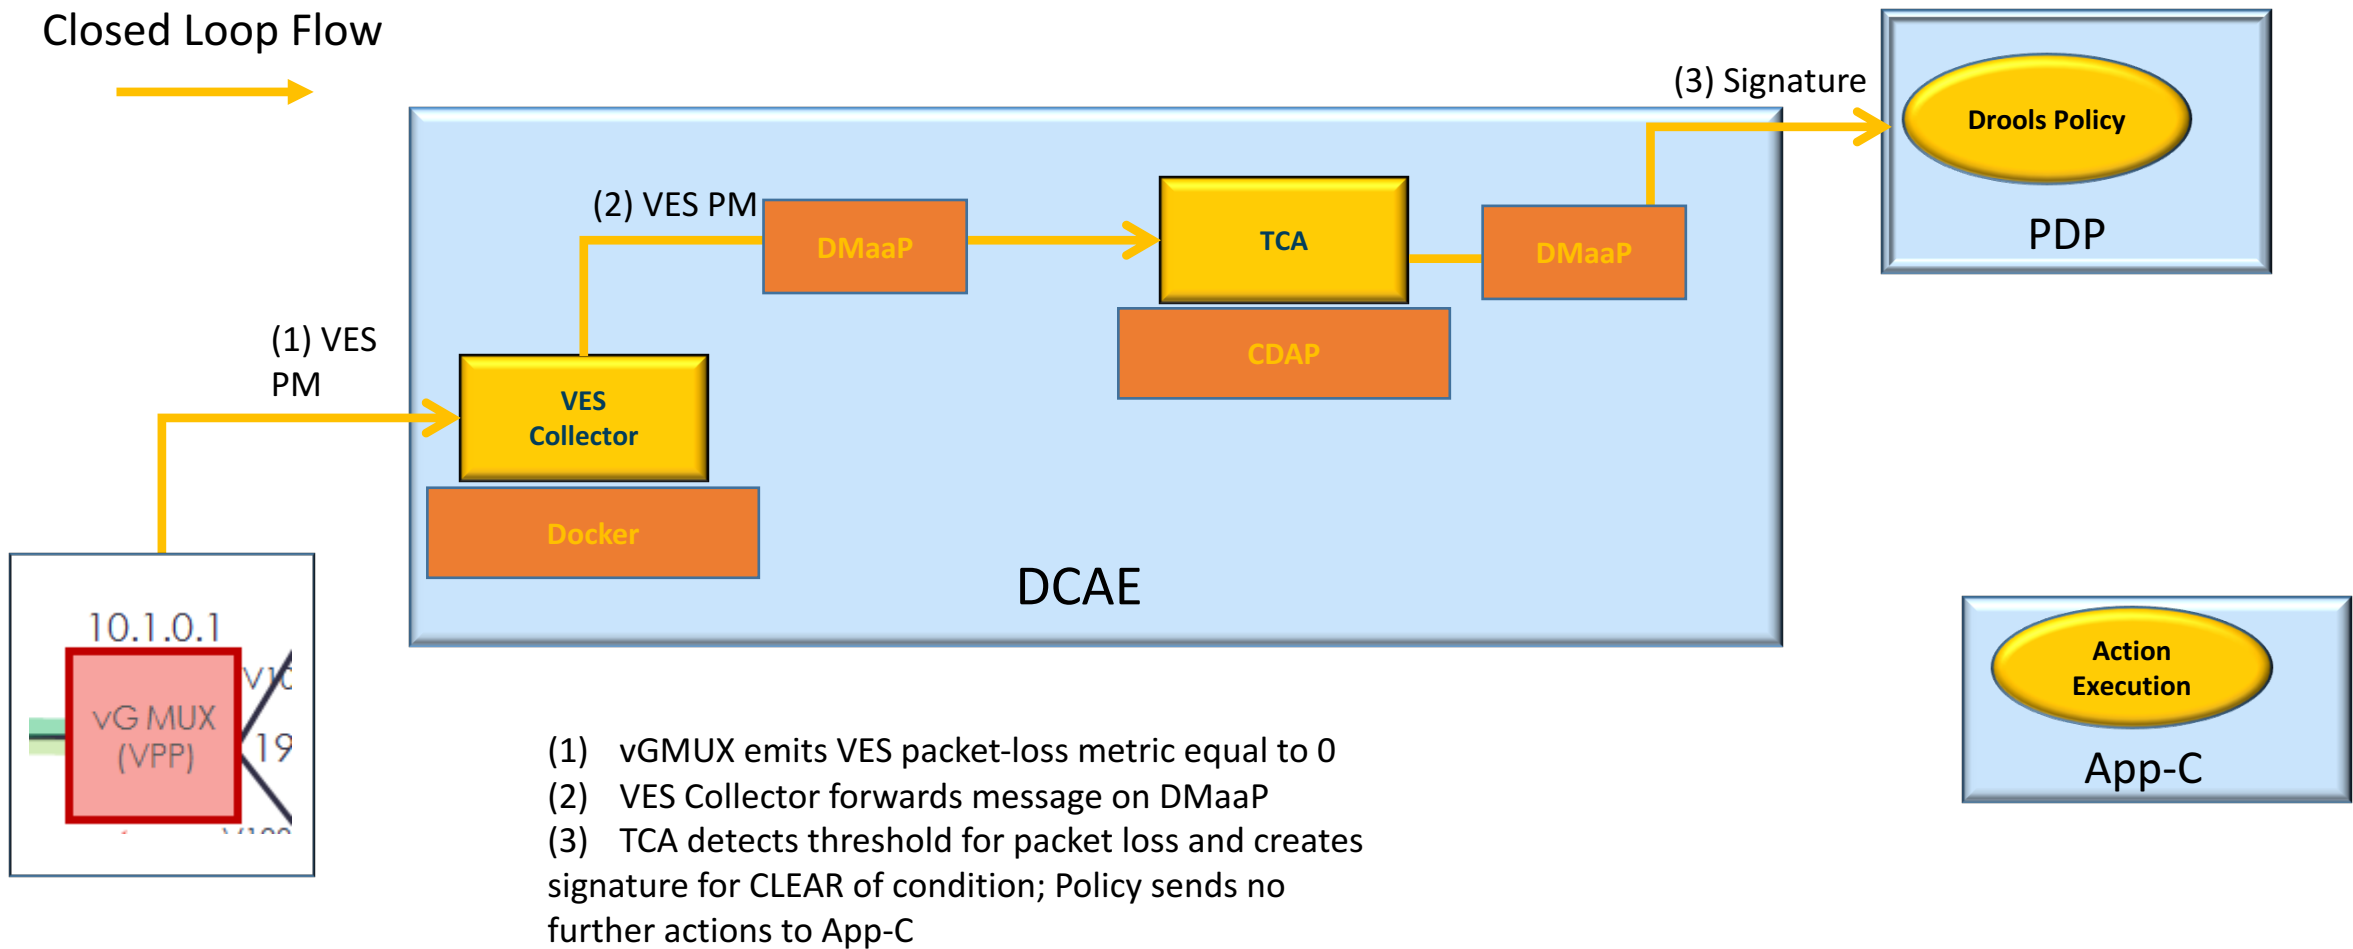 Closed Loop Flow
(3) Signature
Drools Policy
PDP
(2) VES PM
DMaaP
TCA
DMaaP
CDAP
(1) VES
PM
VES
Collector
Docker
DCAE
10.1.0.1
vG MUX
(VPP)
V10
19
Action
Execution
App-C
(1) vGMUX emits VES packet-loss metric equal to 0
(2) VES Collector forwards message on DMaaP
(3) TCA detects threshold for packet loss and creates
signature for CLEAR of condition; Policy sends no
further actions to App-C